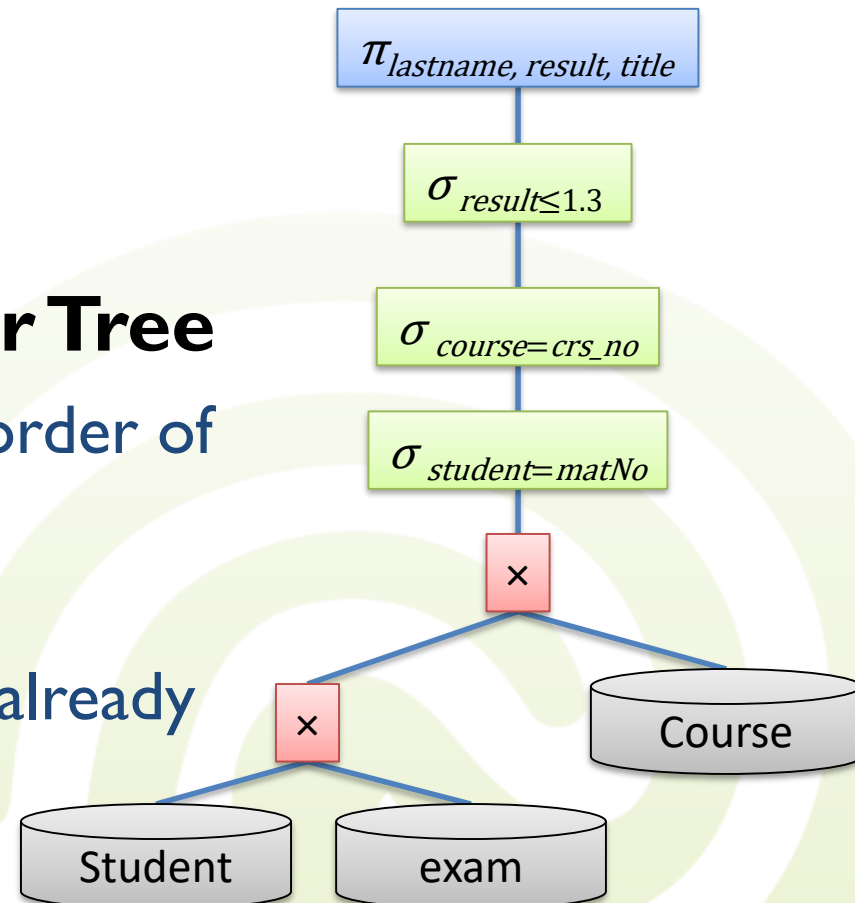 π lastname, result, title
σ result≤1.3
r Tree
σ course=crs_no
order of
σ student=matNo
×
already
×
Course
Student
exam